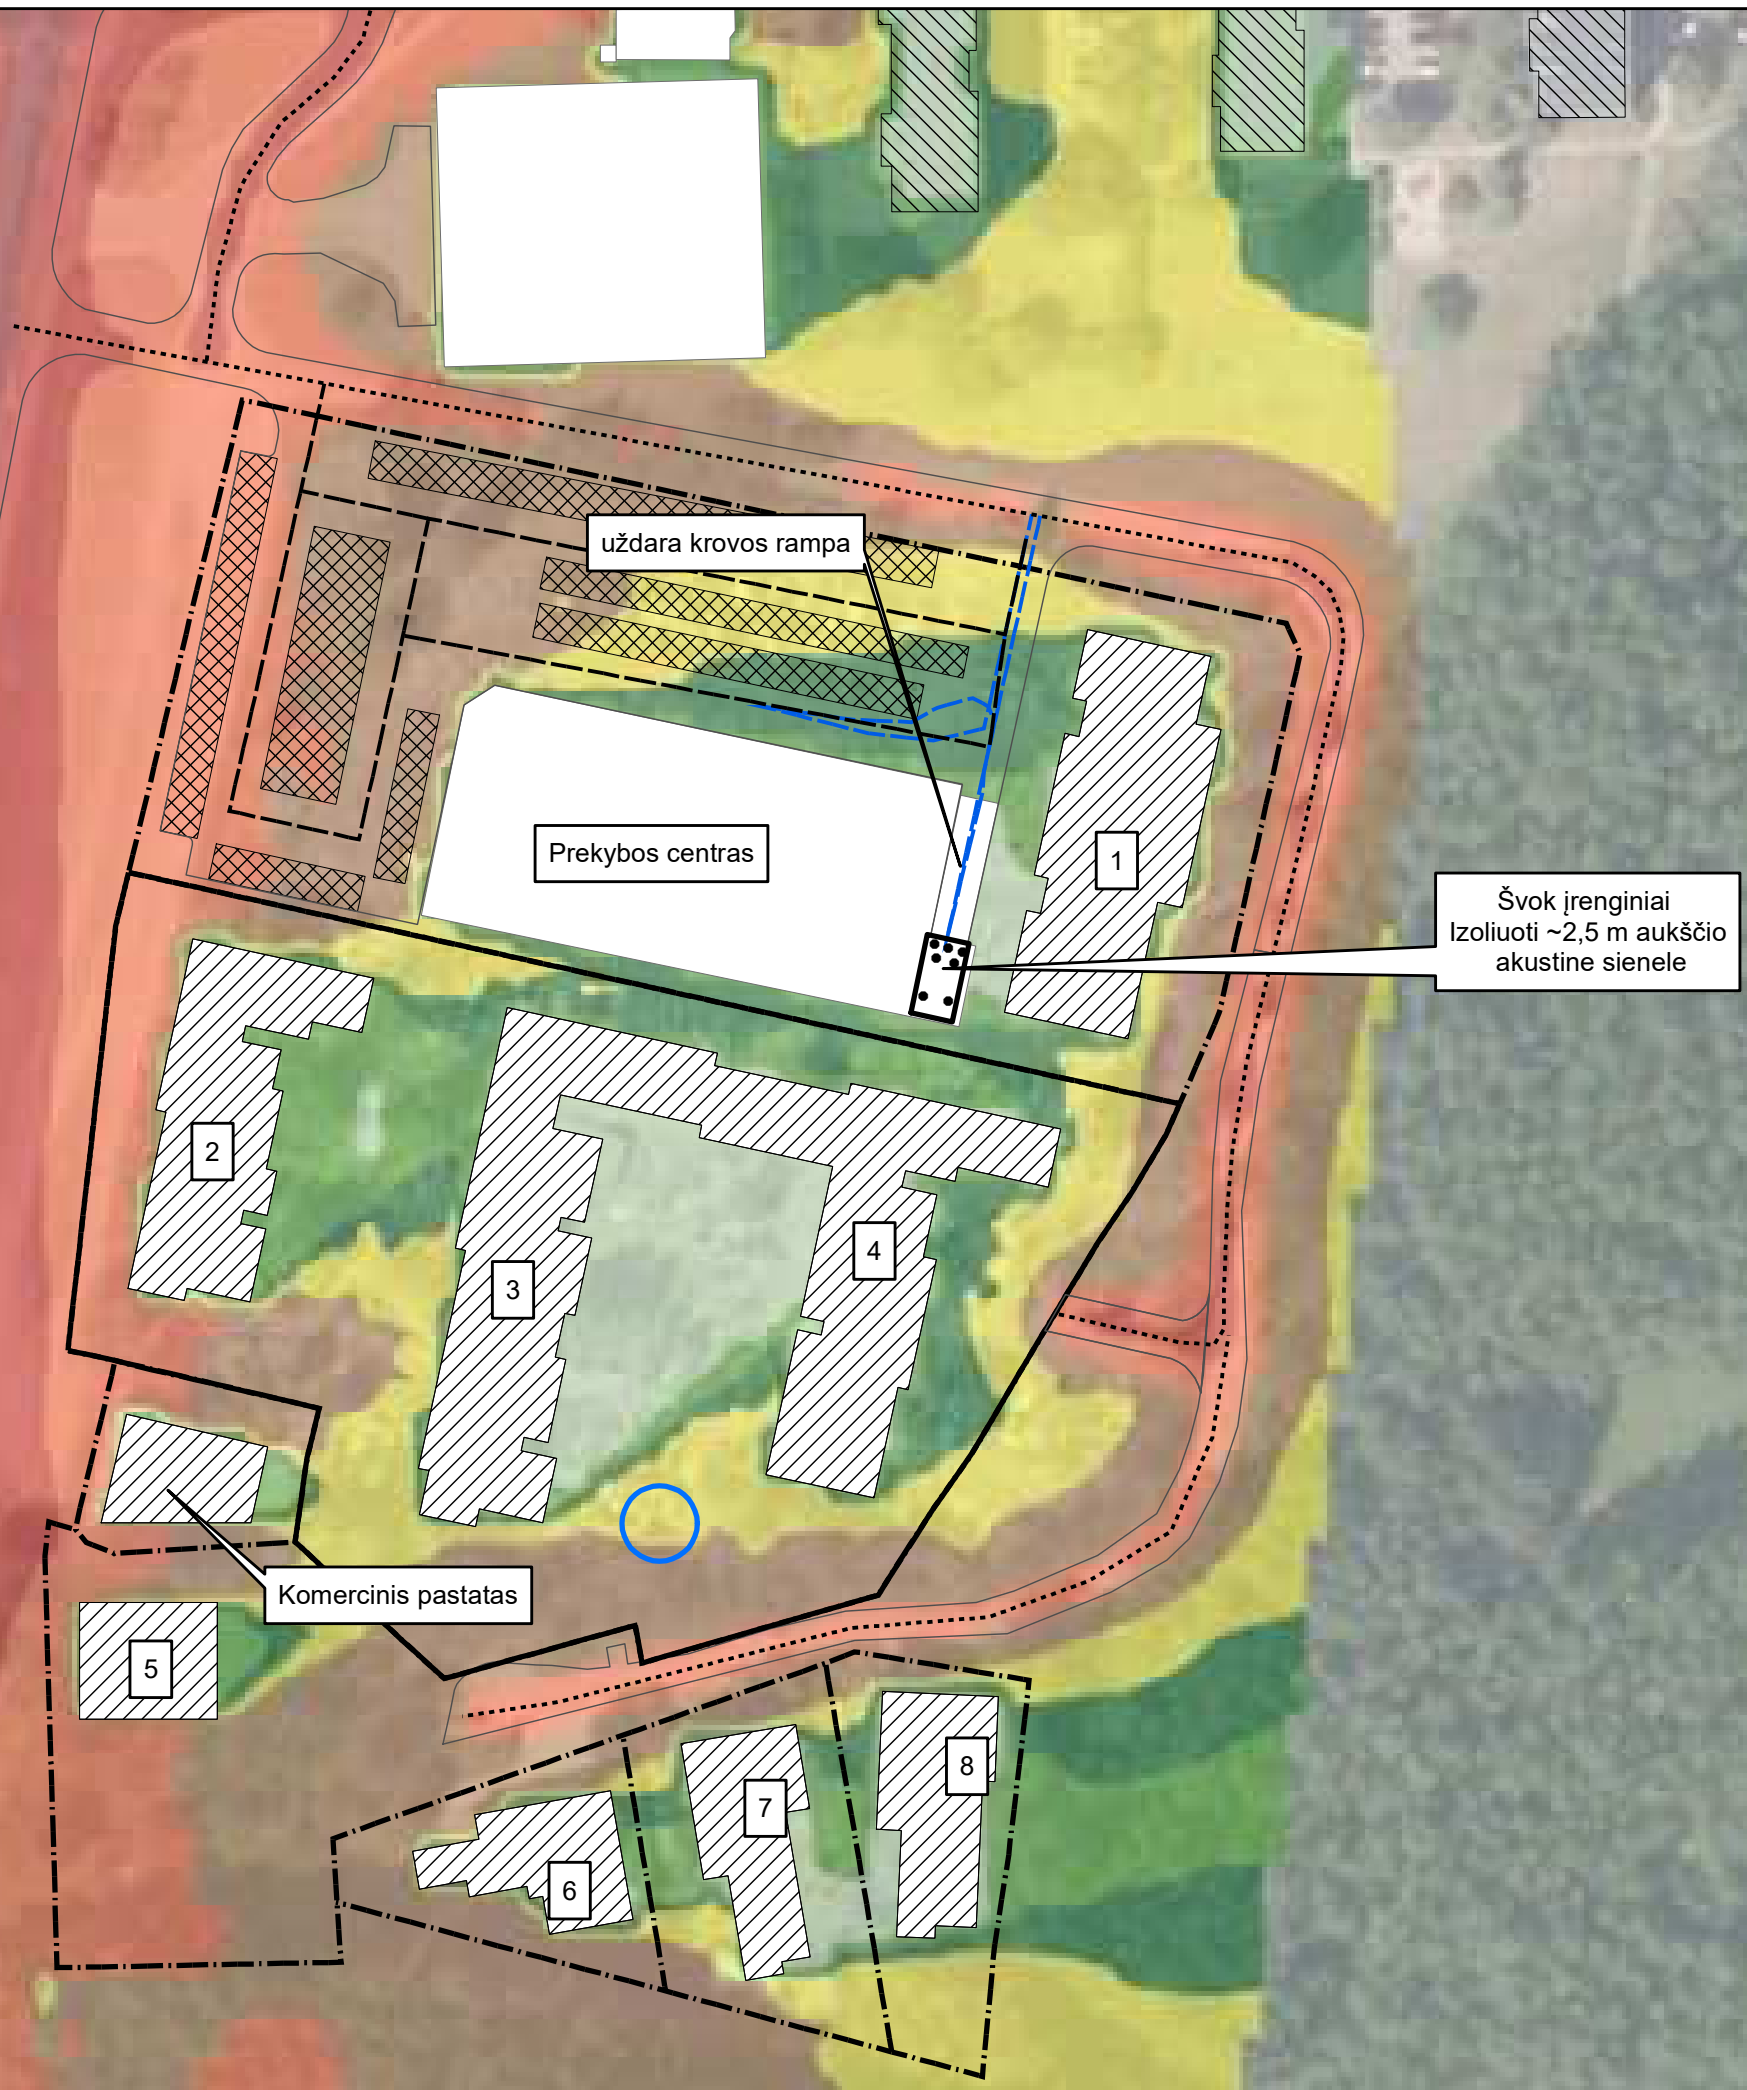 uždara krovos rampa
Prekybos centras
1
Švok įrenginiai
Izoliuoti ~2,5 m aukščio
akustine sienele
2
4
3
Komercinis pastatas
5
8
7
6